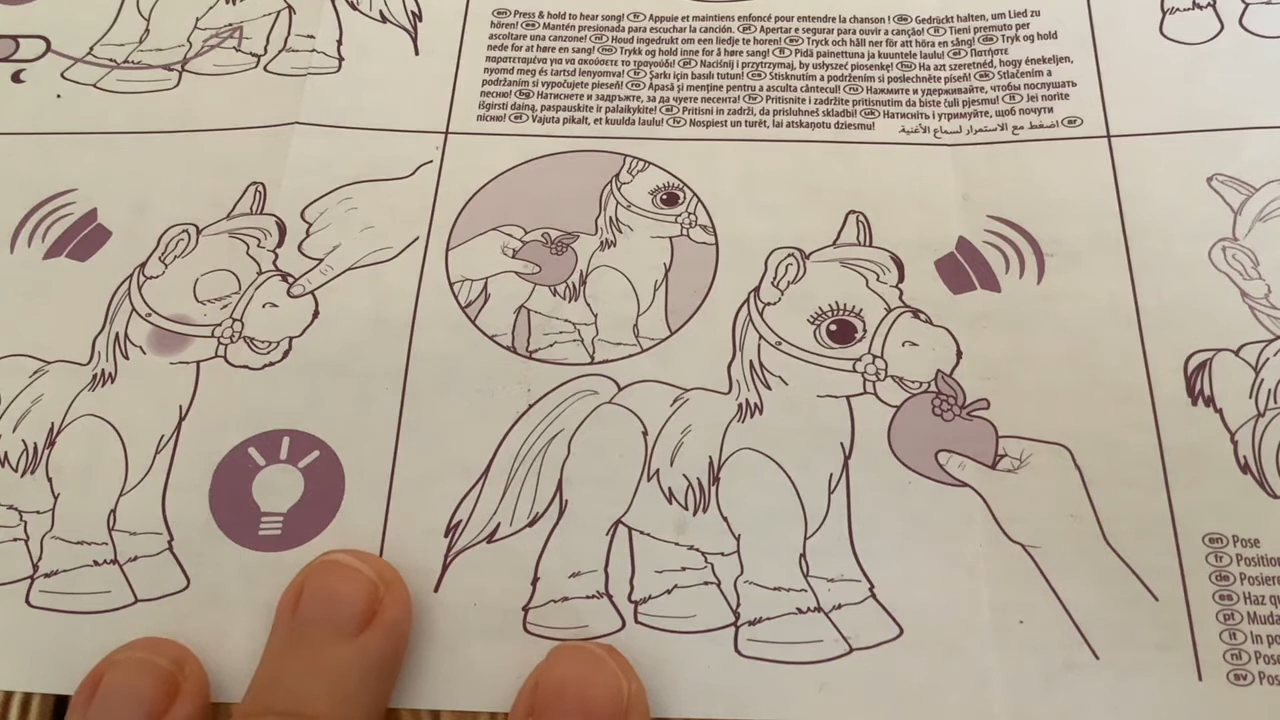 en Press & hold to hear song! fr Appuie et maintiens enfoncé pour entendre la chanson ! de Gedrückt halten, um Lied zu
hören! es Mantén presionada para escuchar la canción. pt Apertar e segurar para ouvir a canção! it Tieni premuto per
ascoltare una canzone! nl Houd ingedrukt om een liedje te horen! sv Tryck och håll ner för att höra en sång! da Tryk og hold
nede for at høre en sang! no Trykk og hold inne for å høre sang! fi Pidä painettuna ja kuuntele laulu! el Πατήστε
παρατεταμένα για να ακούσετε το τραγούδι! pl Naciśnij i przytrzymaj, by usłyszeć piosenkę! hu Ha azt szeretnéd, hogy énekeljen,
nyomd meg és tartsd lenyomva! tr Şarkı için basılı tutun! cs Stisknutím a podržením si poslechněte píseň! sk Stlačením a
podržaním si vypočujete pieseň! ro Apasă și menține pentru a asculta cântecul! ru Нажмите и удерживайте, чтобы послушать
песню! bg Натиснете и задръжте, за да чуете песента! hr Pritisnite i zadržite pritisnutim da biste čuli pjesmu! lt Jei norite
išgirsti dainą, paspauskite ir palaikykite! sl Pritisni in zadrži, da prisluhneš skladbi! uk Натисніть і утримуйте, щоб почути
пісню! et Vajuta pikalt, et kuulda laulu! lv Nospiest un turēt, lai atskaņotu dziesmu! ar اضغط مع الاستمرار لسماع الأغنية.
en Pose
fr Position
de Posiere
es Haz qu
pt Muda
it In po
nl Pose
sv Pos